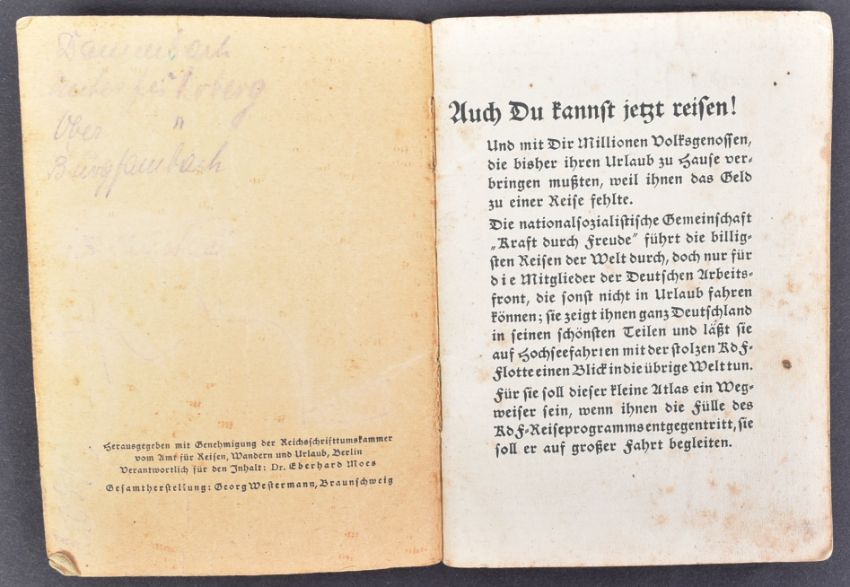 Dammbach
Ober "
Burgfambach
Herausgegeben mit Genehmigung der Reichsschrifttumskammer
vom Amt für Reisen, Wandern und Urlaub, Berlin
Verantwortlich für den Inhalt: Dr. Eberhard Moes
Gesamtherstellung: Georg Westermann, Braunschweig
Auch Du kannst jetzt reisen!
Und mit Dir Millionen Volksgenossen,
die bisher ihren Urlaub zu Hause ver-
bringen mußten, weil ihnen das Geld
zu einer Reise fehlte.
Die nationalsozialistische Gemeinschaft
„Kraft durch Freude“ führt die billig-
sten Reisen der Welt durch, doch nur für
die Mitglieder der Deutschen Arbeits-
front, die sonst nicht in Urlaub fahren
können; sie zeigt ihnen ganz Deutschland
in seinen schönsten Teilen und läßt sie
auf Hochseefahrten mit der stolzen KdF-
Flotte einen Blick in die übrige Welt tun.
Für sie soll dieser kleine Atlas ein Weg-
weiser sein, wenn ihnen die Fülle des
KdF-Reiseprogramms entgegentritt, sie
soll er auf großer Fahrt begleiten.